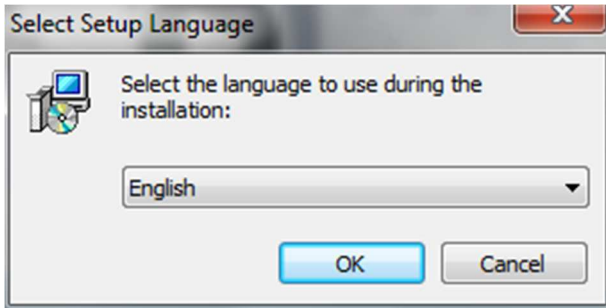 Select Setup Language
Select the language to use during the
installation:
English
OK
Cancel